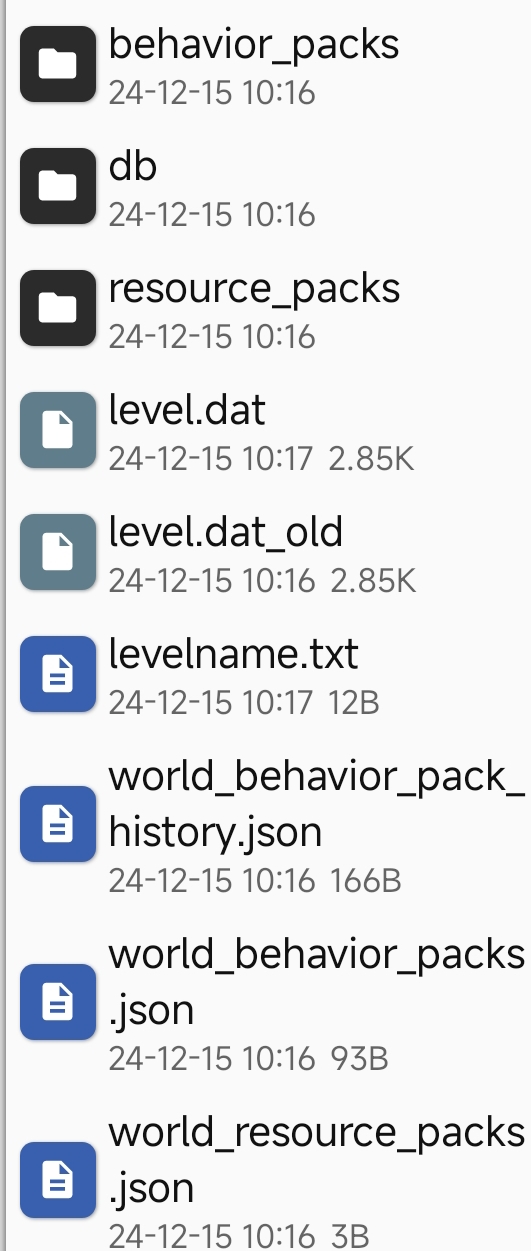 behavior_packs
24-12-15 10:16
db
24-12-15 10:16
resource_packs
24-12-15 10:16
level.dat
24-12-15 10:17 2.85K
level.dat_old
24-12-15 10:16 2.85K
levelname.txt
24-12-15 10:17 12B
world_behavior_pack_
history.json
24-12-15 10:16 166B
world_behavior_packs
.json
24-12-15 10:16 93B
world_resource_packs
.json
24-12-15 10:16 3B